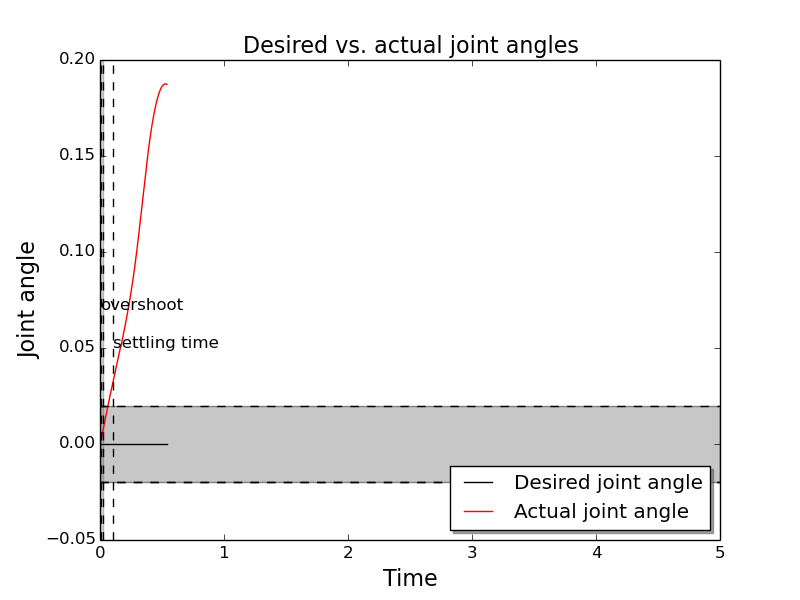 Desired vs. actual joint angles
0.20
0.15
0.10
0.05
0.00
−0.05
Joint angle
overshoot
settling time
Desired joint angle
Actual joint angle
0 1 2 3 4 5
Time